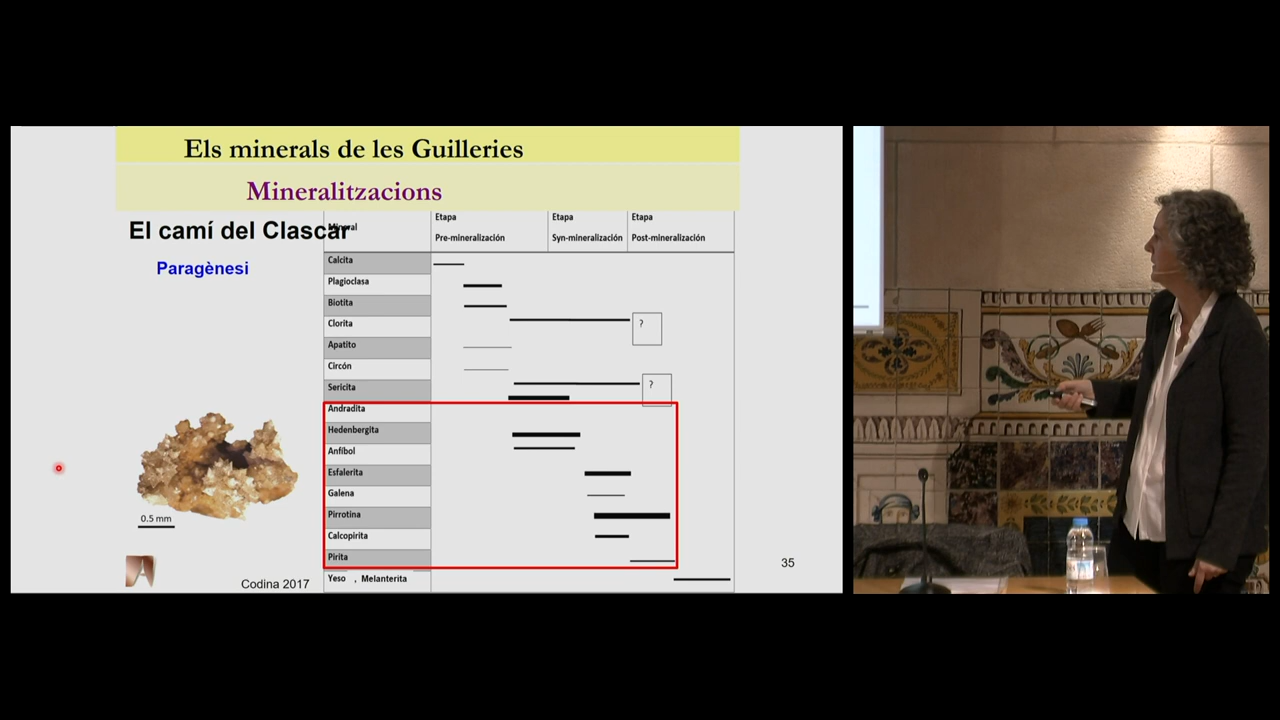 Els minerals de les Guilleries
Mineralitzacions
El camí del Clascar
Paragènesi
Mineral
Etapa
Pre-mineralización
Etapa
Syn-mineralización
Etapa
Post-mineralización
Calcita
Plagioclasa
Biotita
Clorita
?
Apatito
Circón
Sericita
?
Andradita
Hedenbergita
Anfíbol
Esfalerita
Galena
Pirrotina
Calcopirita
Pirita
Yeso , Melanterita
0.5 mm
Codina 2017
35